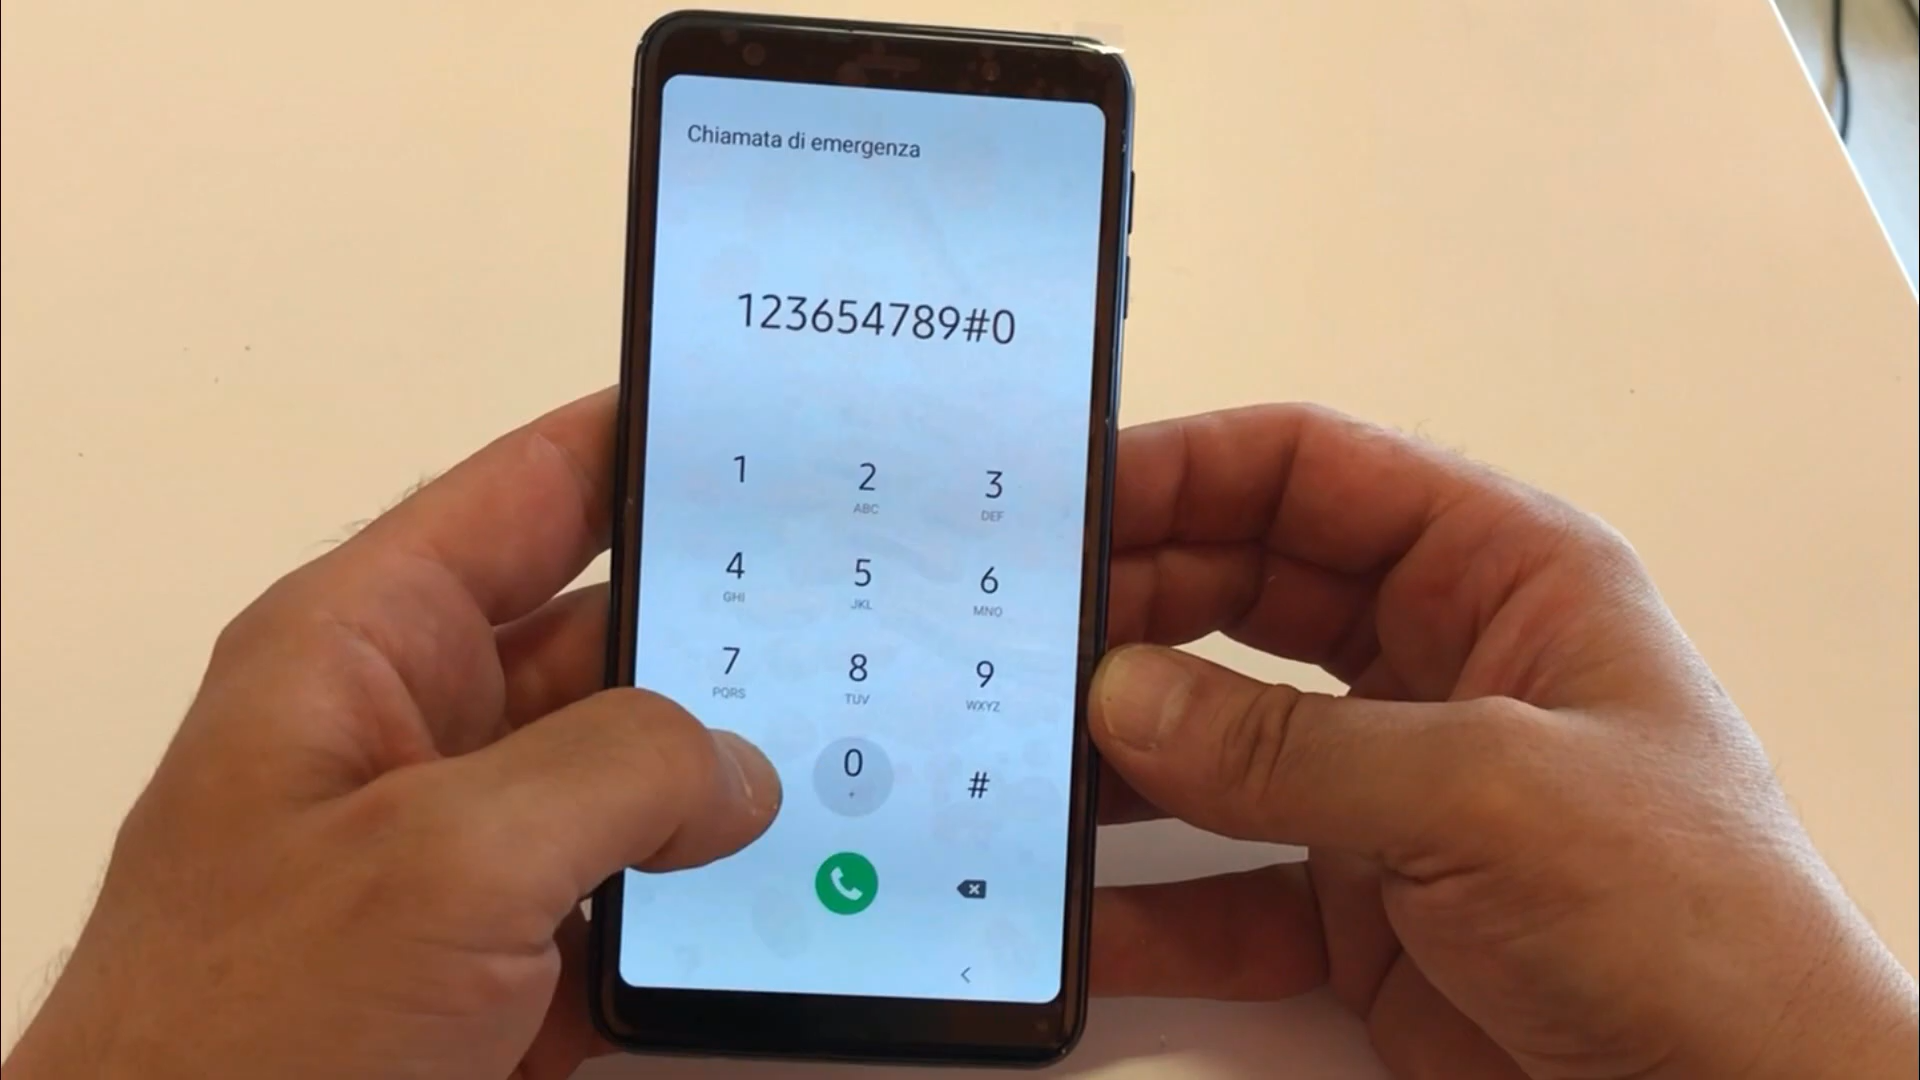 Chiamata di emergenza
123654789#0
1 2 3
ABC DEF
4 5 6
GHI JKL MNO
7 8 9
PQRS TUV WXYZ
0 #
+